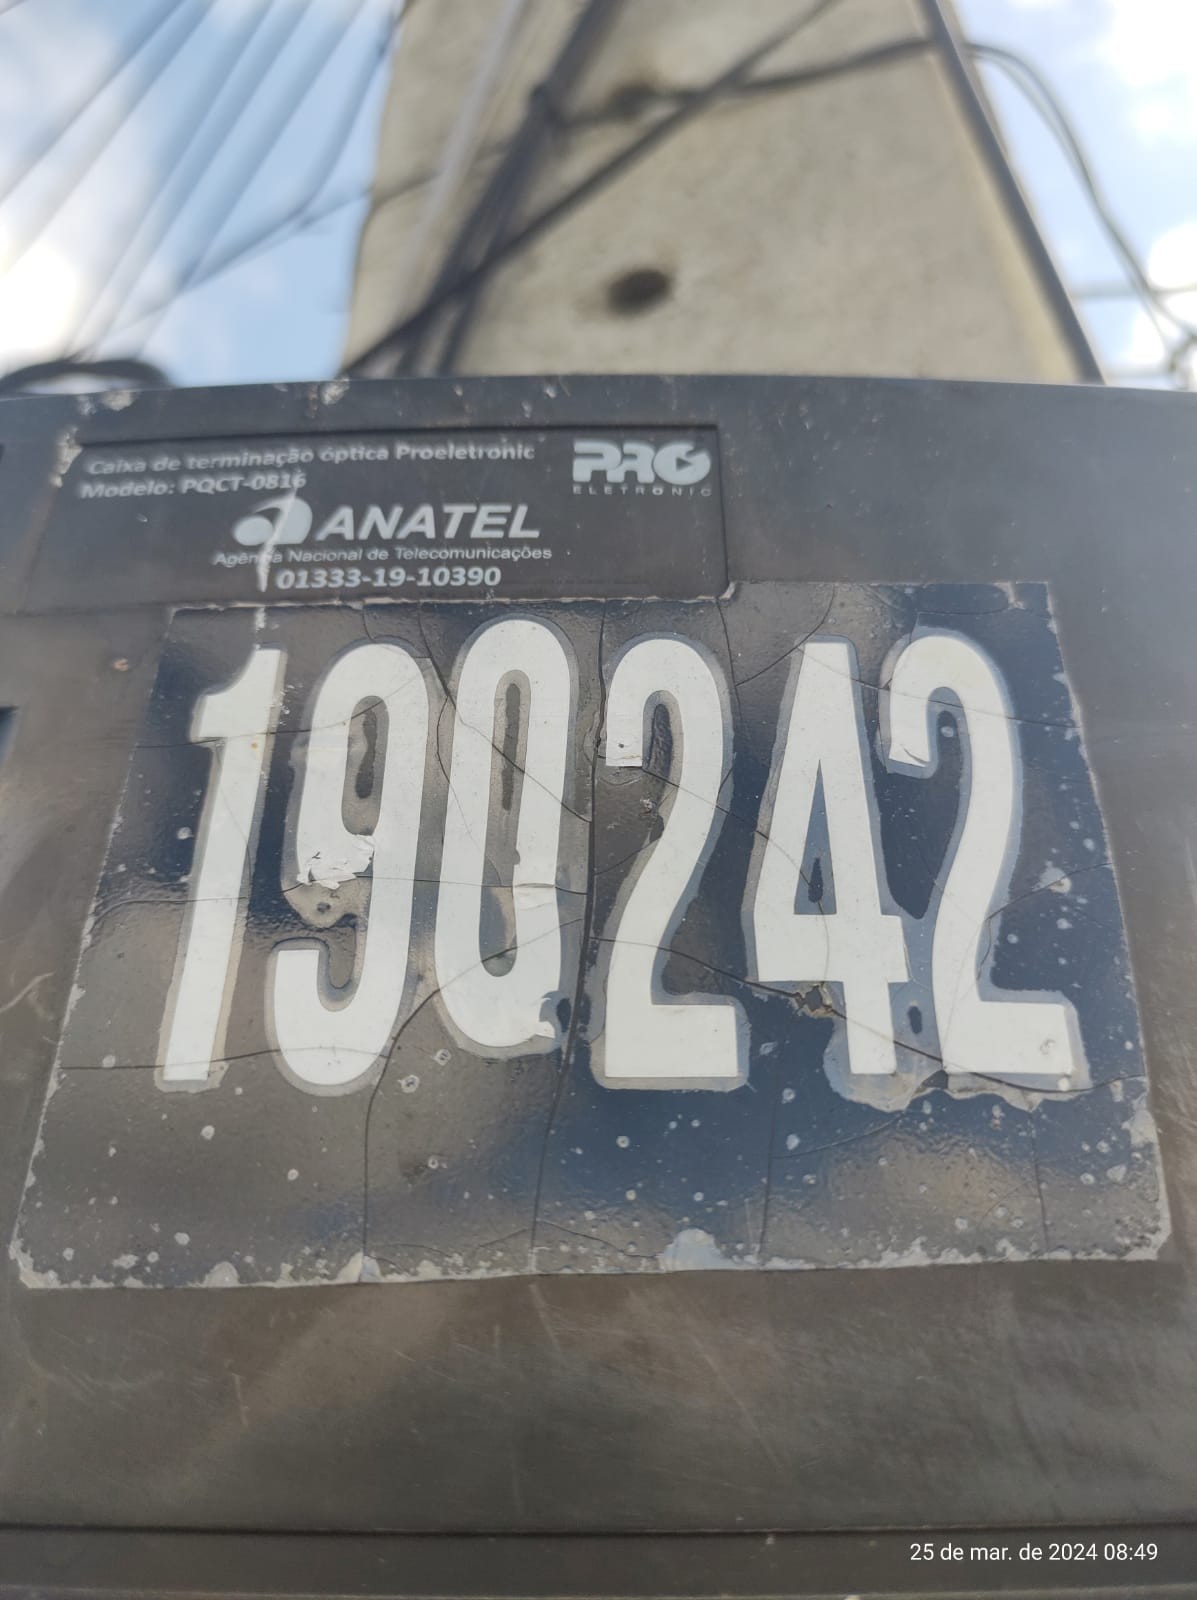 Caixa de terminação óptica Proeletronic
Modelo: PQCT-0816
PRO
ELETRONIC
ANATEL
Agência Nacional de Telecomunicações
01333-19-10390
190242
25 de mar. de 2024 08:49